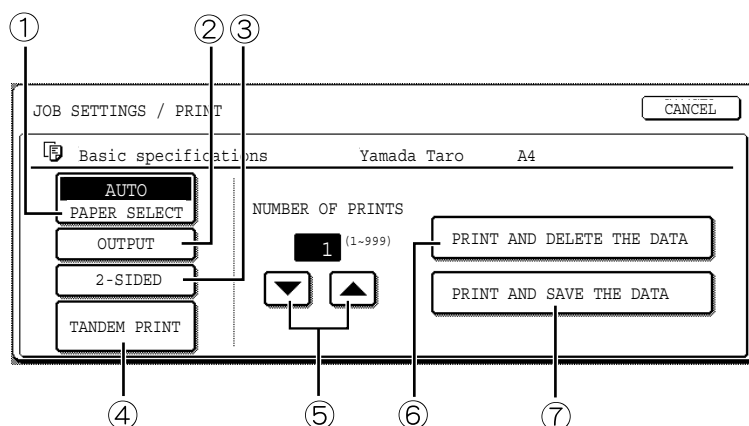 ① ② ③
JOB SETTINGS / PRINT
CANCEL
Basic specifications Yamada Taro A4
AUTO
PAPER SELECT
OUTPUT
2-SIDED
TANDEM PRINT
NUMBER OF PRINTS
1 (1~999)
PRINT AND DELETE THE DATA
PRINT AND SAVE THE DATA
④ ⑤ ⑥ ⑦